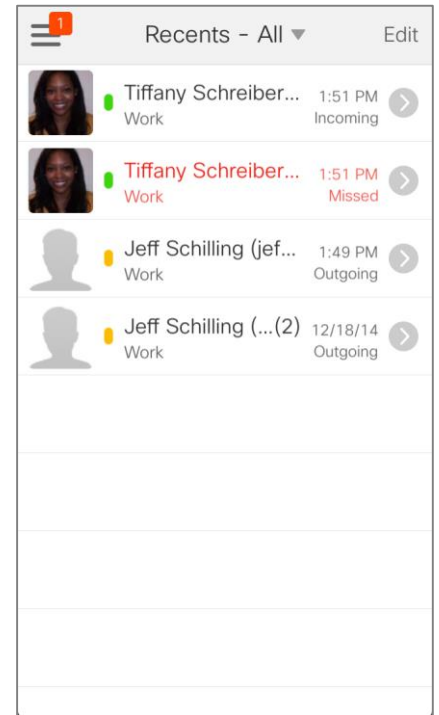 1
Recents - All ▼ Edit
Tiffany Schreiber... 1:51 PM
Work Incoming
Tiffany Schreiber... 1:51 PM
Work Missed
Jeff Schilling (jef... 1:49 PM
Work Outgoing
Jeff Schilling (...(2) 12/18/14
Work Outgoing